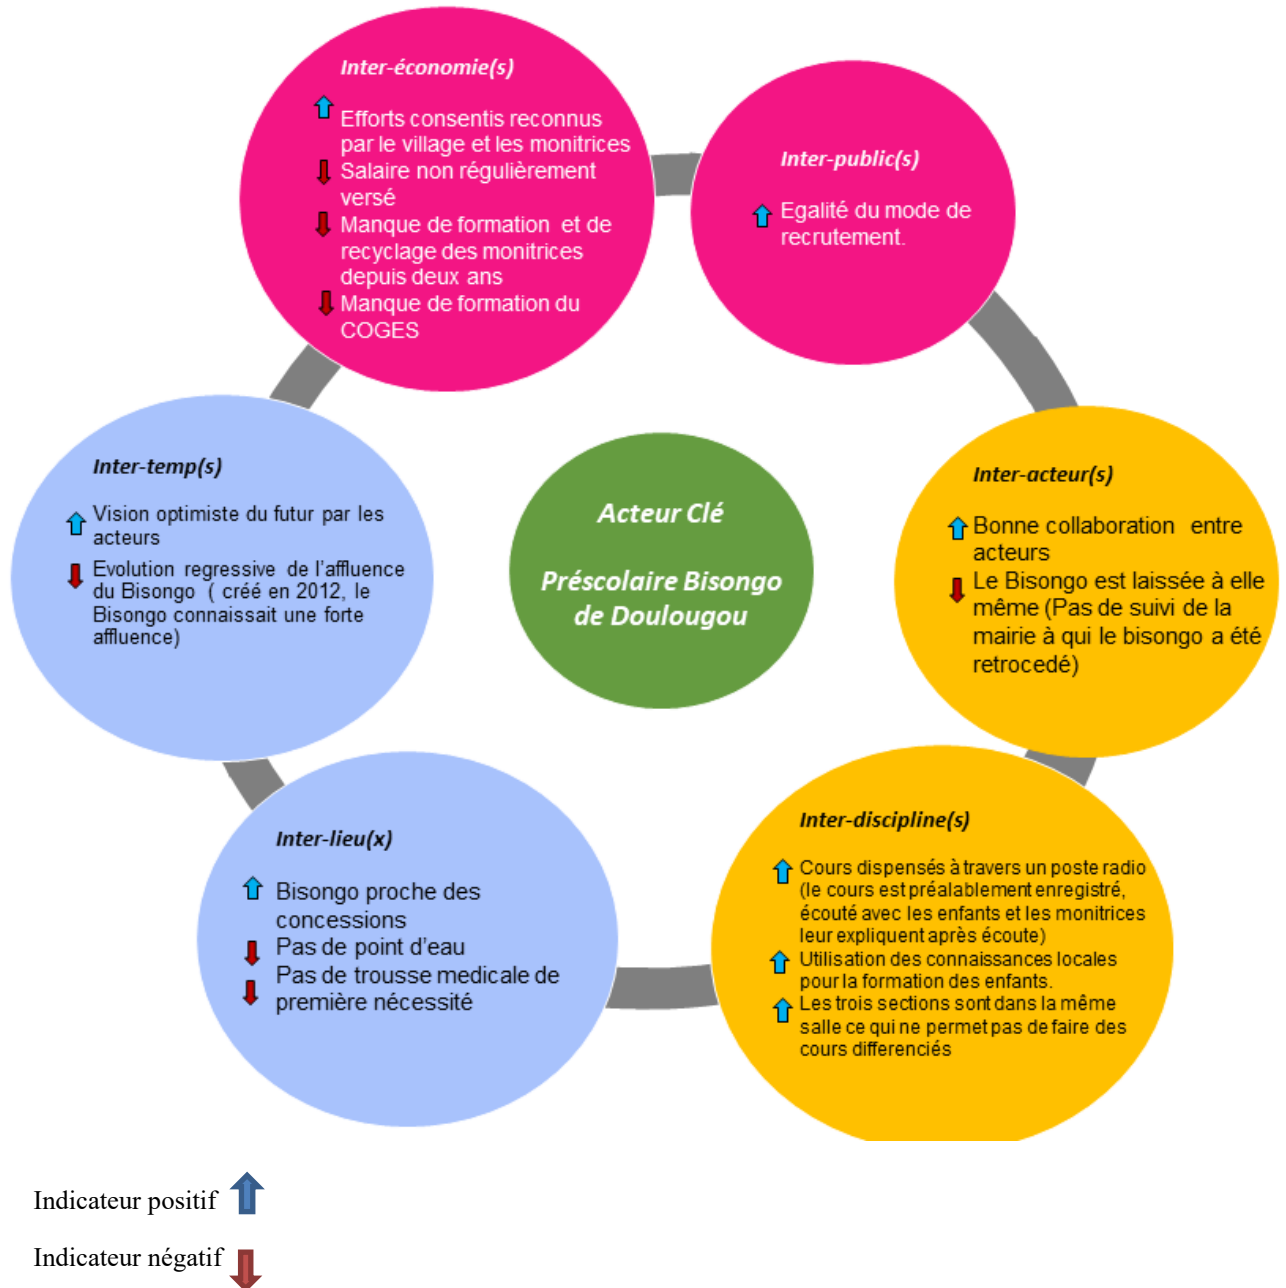 Inter-économie(s)
Efforts consentis reconnus
par le village et les monitrices
Salaire non régulièrement
versé
Manque de formation et de
recyclage des monitrices
depuis deux ans
Manque de formation du
COGES
Inter-public(s)
Egalité du mode de
recrutement.
Inter-temp(s)
Vision optimiste du futur par les
acteurs
Evolution regressive de l'affluence
du Bisongo ( créé en 2012, le
Bisongo connaissait une forte
affluence)
Acteur Clé
Préscolaire Bisongo
de Doulougou
Inter-acteur(s)
Bonne collaboration entre
acteurs
Le Bisongo est laissée à elle
même (Pas de suivi de la
mairie à qui le bisongo a été
retrocedé)
Inter-lieu(x)
Bisongo proche des
concessions
Pas de point d'eau
Pas de trousse medicale de
première nécessité
Inter-discipline(s)
Cours dispensés à travers un poste radio
(le cours est préalablement enregistré,
écouté avec les enfants et les monitrices
leur expliquent après écoute)
Utilisation des connaissances locales
pour la formation des enfants.
Les trois sections sont dans la même
salle ce qui ne permet pas de faire des
cours differenciés
Indicateur positif
Indicateur négatif